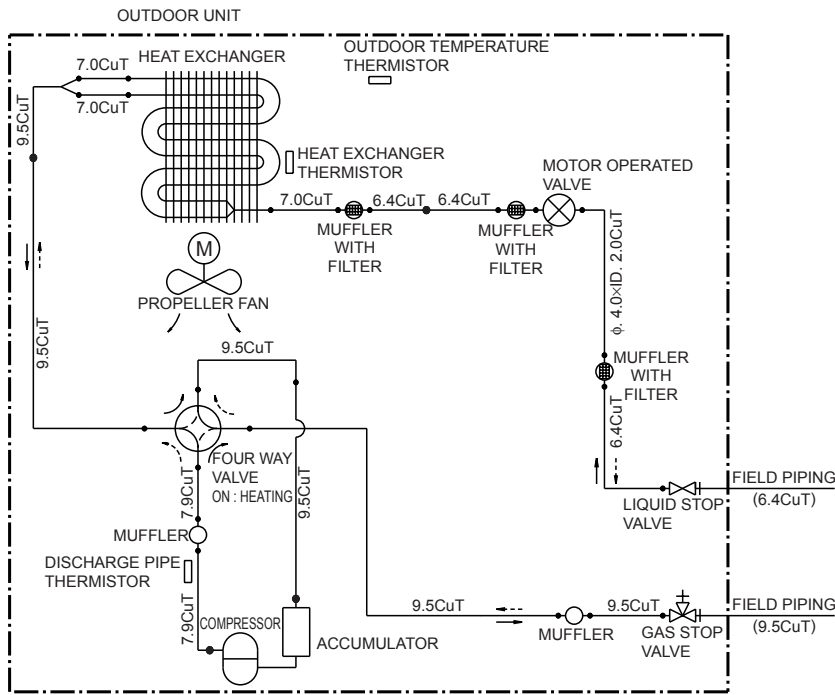 OUTDOOR UNIT
HEAT EXCHANGER
OUTDOOR TEMPERATURE
THERMISTOR
7.0CuT
7.0CuT
9.5CuT
HEAT EXCHANGER
THERMISTOR
MOTOR OPERATED
VALVE
7.0CuT
6.4CuT
6.4CuT
MUFFLER
WITH
FILTER
MUFFLER
WITH
FILTER
M
PROPELLER FAN
φ. 4.0×ID. 2.0CuT
9.5CuT
9.5CuT
MUFFLER
WITH
FILTER
6.4CuT
FOUR WAY
VALVE
ON : HEATING
7.9CuT
9.5CuT
LIQUID STOP
VALVE
FIELD PIPING
(6.4CuT)
MUFFLER
DISCHARGE PIPE
THERMISTOR
7.9CuT
COMPRESSOR
ACCUMULATOR
9.5CuT
MUFFLER
9.5CuT
GAS STOP
VALVE
FIELD PIPING
(9.5CuT)